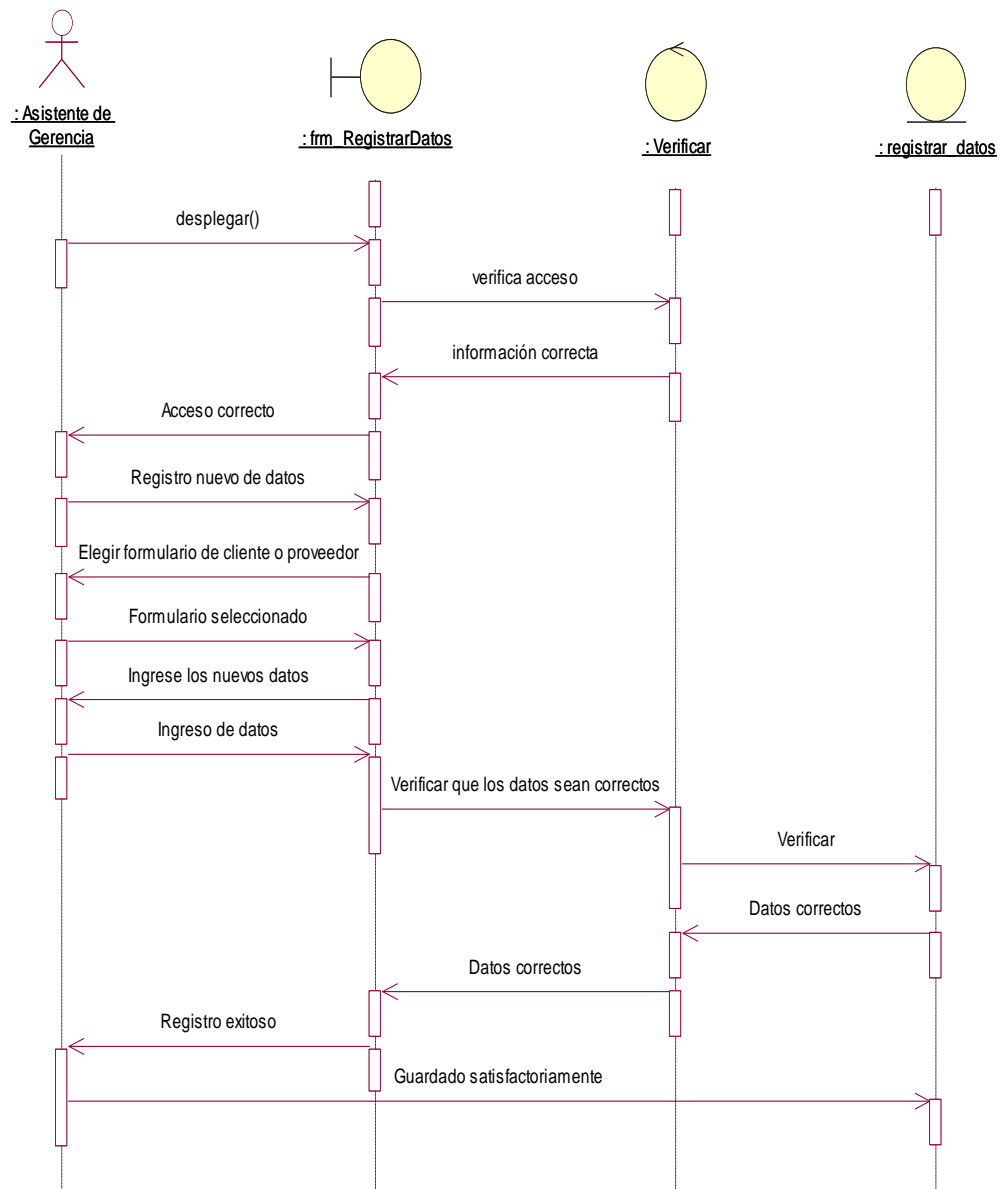 : Asistente de
Gerencia
: frm_RegistrarDatos
: Verificar
: registrar_datos
desplegar()
verifica acceso
información correcta
Acceso correcto
Registro nuevo de datos
Elegir formulario de cliente o proveedor
Formulario seleccionado
Ingrese los nuevos datos
Ingreso de datos
Verificar que los datos sean correctos
Verificar
Datos correctos
Datos correctos
Registro exitoso
Guardado satisfactoriamente